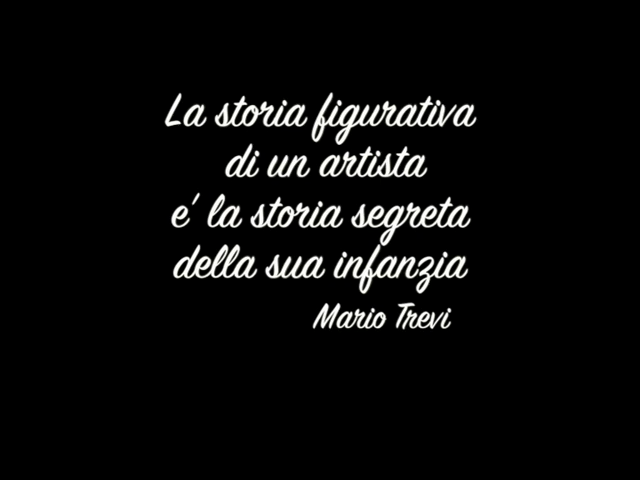 La storia figurativa
di un artista
e' la storia segreta
della sua infanzia
Mario Trevi